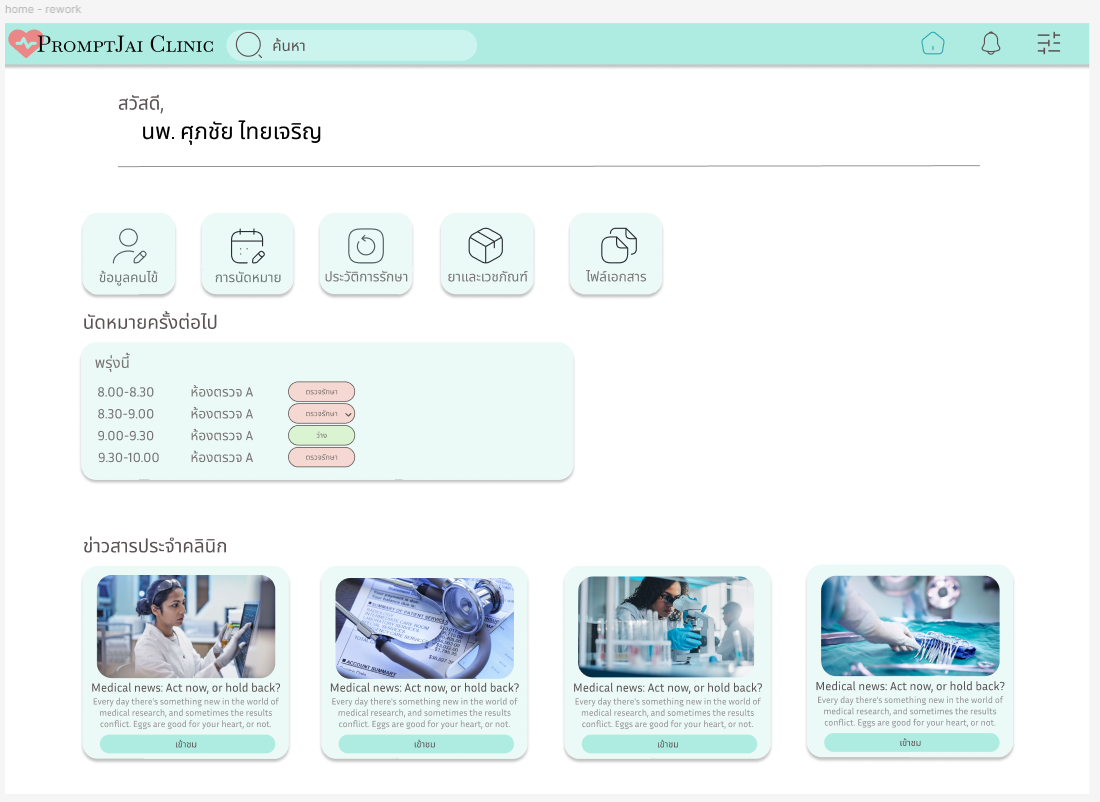 home - rework
PromptJai Clinic
ค้นหา
สวัสดี,
นพ. ศุภชัย ไทยเจริญ
ข้อมูลคนไข้
การนัดหมาย
ประวัติการรักษา
ยาและเวชภัณฑ์
ไฟล์เอกสาร
นัดหมายครั้งต่อไป
พรุ่งนี้
8.00-8.30 ห้องตรวจ A ตรวจรักษา
8.30-9.00 ห้องตรวจ A ตรวจรักษา
9.00-9.30 ห้องตรวจ A ว่าง
9.30-10.00 ห้องตรวจ A ตรวจรักษา
ข่าวสารประจำคลินิก
SUMMARY OF PATIENT SERVICE
ACCOUNT SUMMARY
Medical news: Act now, or hold back?
Every day there's something new in the world of
medical research, and sometimes the results
conflict. Eggs are good for your heart, or not.
เข้าชม
Medical news: Act now, or hold back?
Every day there's something new in the world of
medical research, and sometimes the results
conflict. Eggs are good for your heart, or not.
เข้าชม
Medical news: Act now, or hold back?
Every day there's something new in the world of
medical research, and sometimes the results
conflict. Eggs are good for your heart, or not.
เข้าชม
Medical news: Act now, or hold back?
Every day there's something new in the world of
medical research, and sometimes the results
conflict. Eggs are good for your heart, or not.
เข้าชม